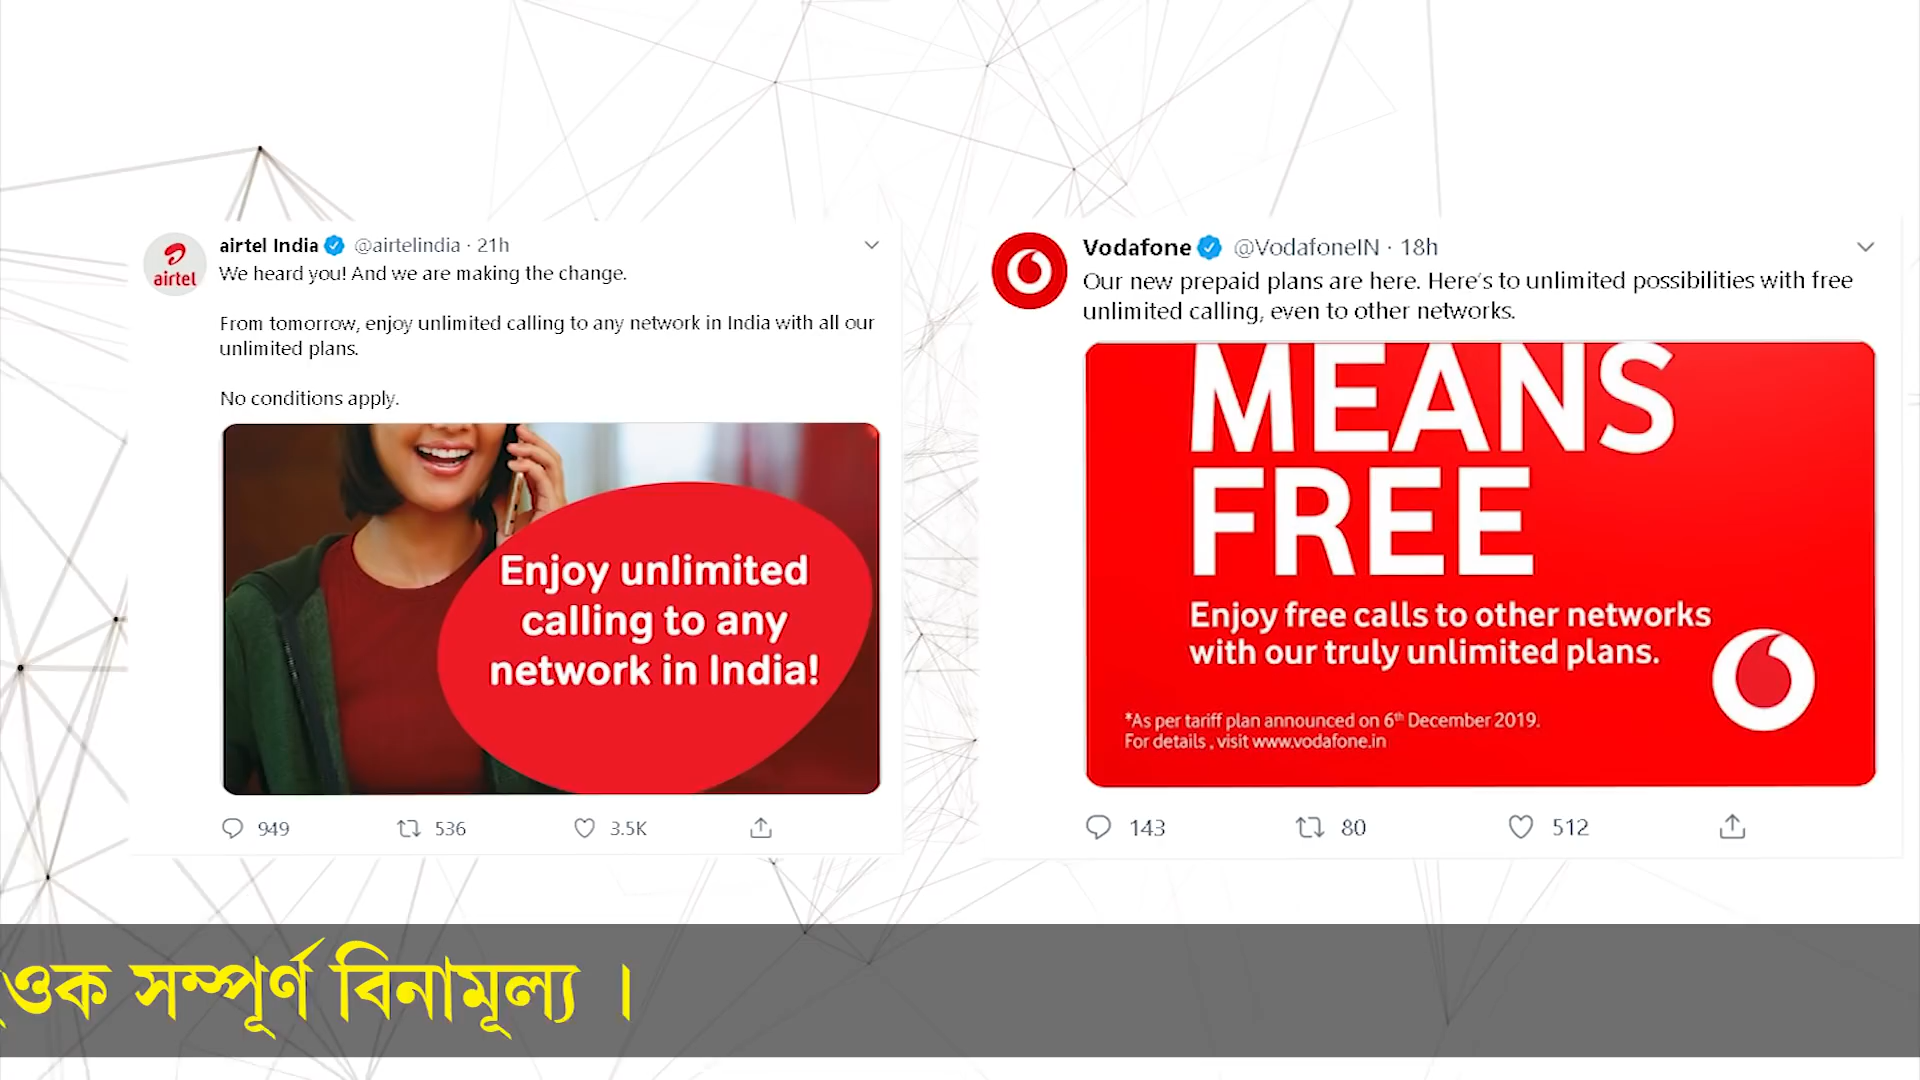 airtel India @airtelindia · 21h
airtel
We heard you! And we are making the change.
From tomorrow, enjoy unlimited calling to any network in India with all our
unlimited plans.
No conditions apply.
Enjoy unlimited
calling to any
network in India!
949 536 3.5K
Vodafone @VodafoneIN · 18h
Our new prepaid plans are here. Here's to unlimited possibilities with free
unlimited calling, even to other networks.
MEANS
FREE
Enjoy free calls to other networks
with our truly unlimited plans.
*As per tariff plan announced on 6th December 2019.
For details , visit www.vodafone.in
143 80 512
সম্পূর্ণ বিনামূল্য ।